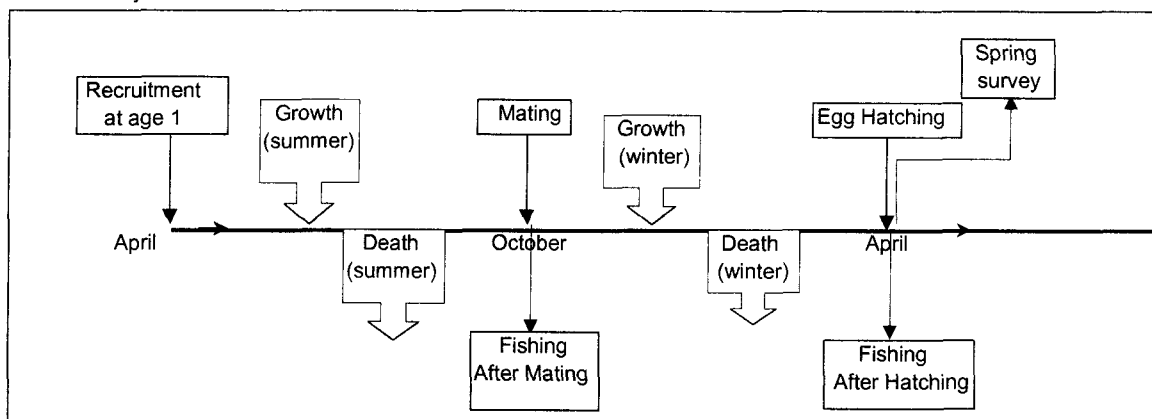 Spring
survey
Recruitment
at age 1
Growth
(summer)
Mating
Growth
(winter)
Egg Hatching
April
Death
(summer)
October
Death
(winter)
April
Fishing
After Mating
Fishing
After Hatching